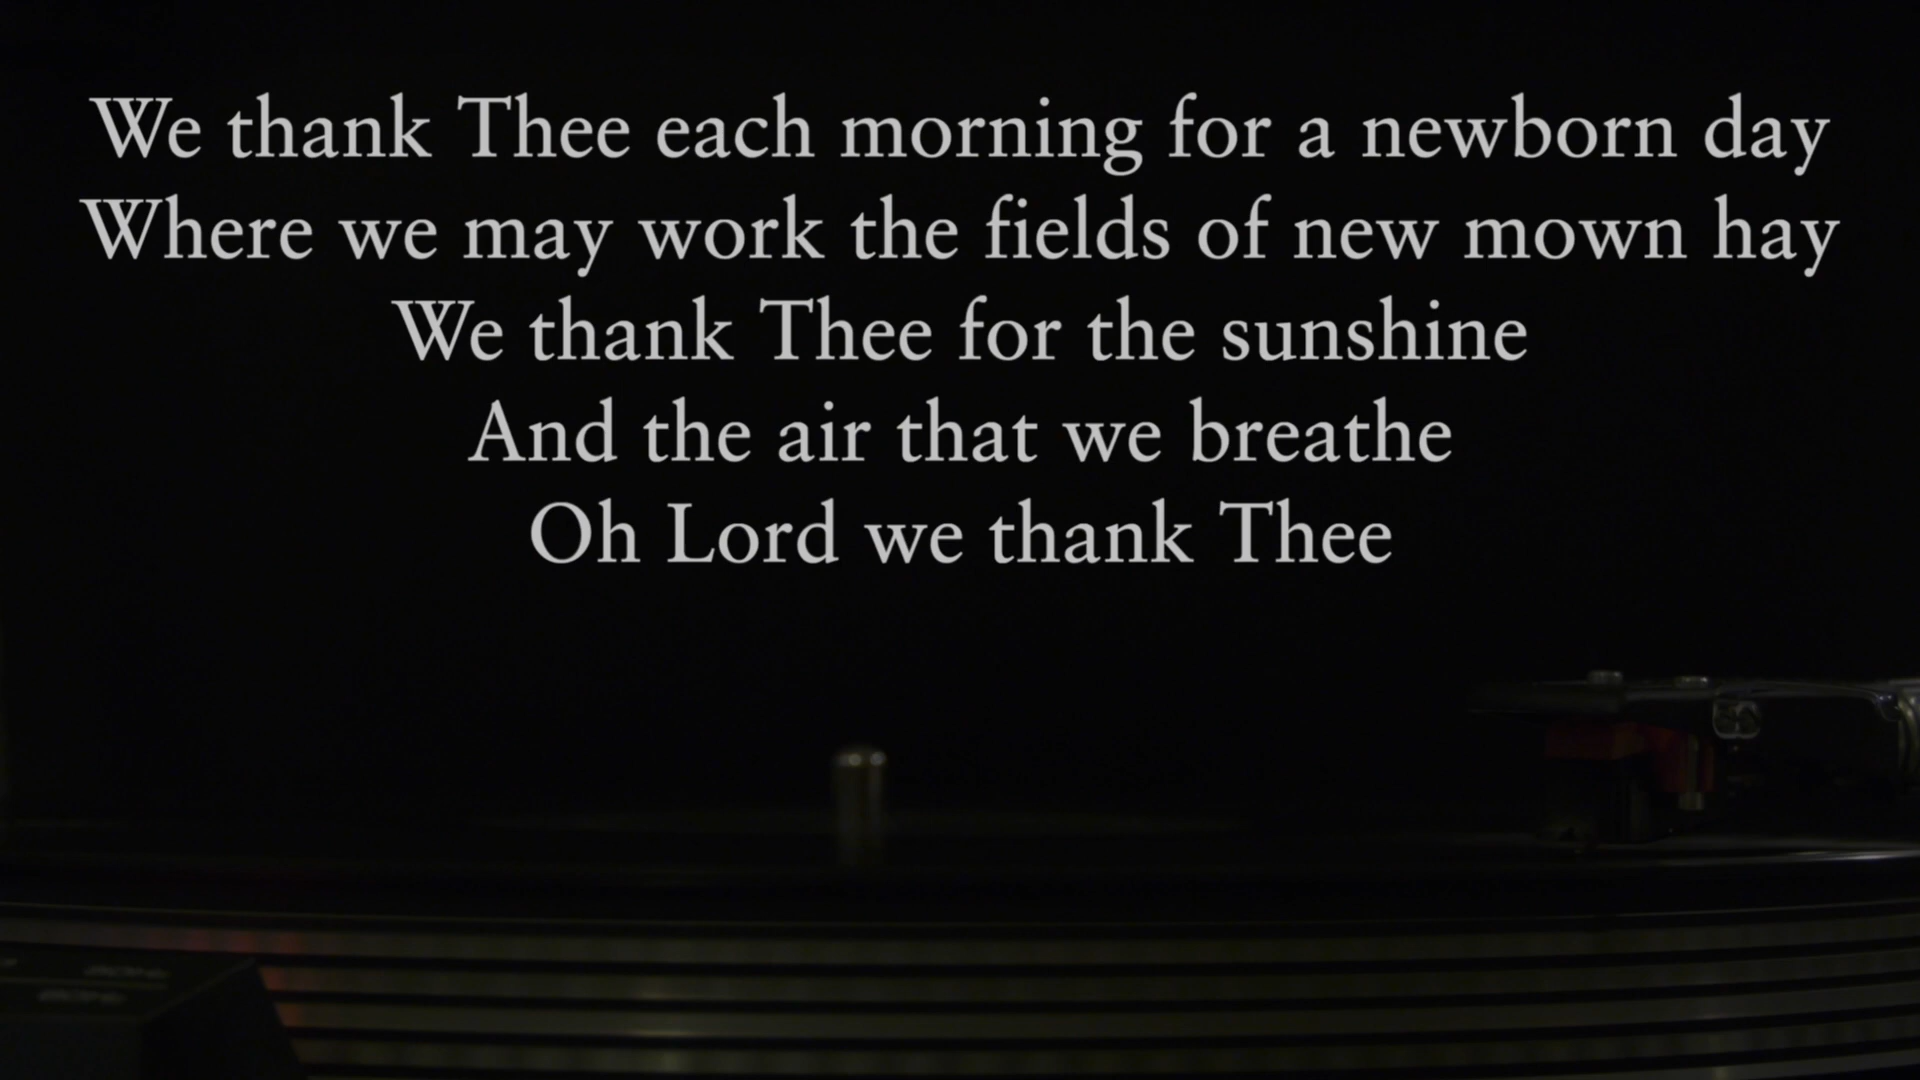 We thank Thee each morning for a newborn day
Where we may work the fields of new mown hay
We thank Thee for the sunshine
And the air that we breathe
Oh Lord we thank Thee